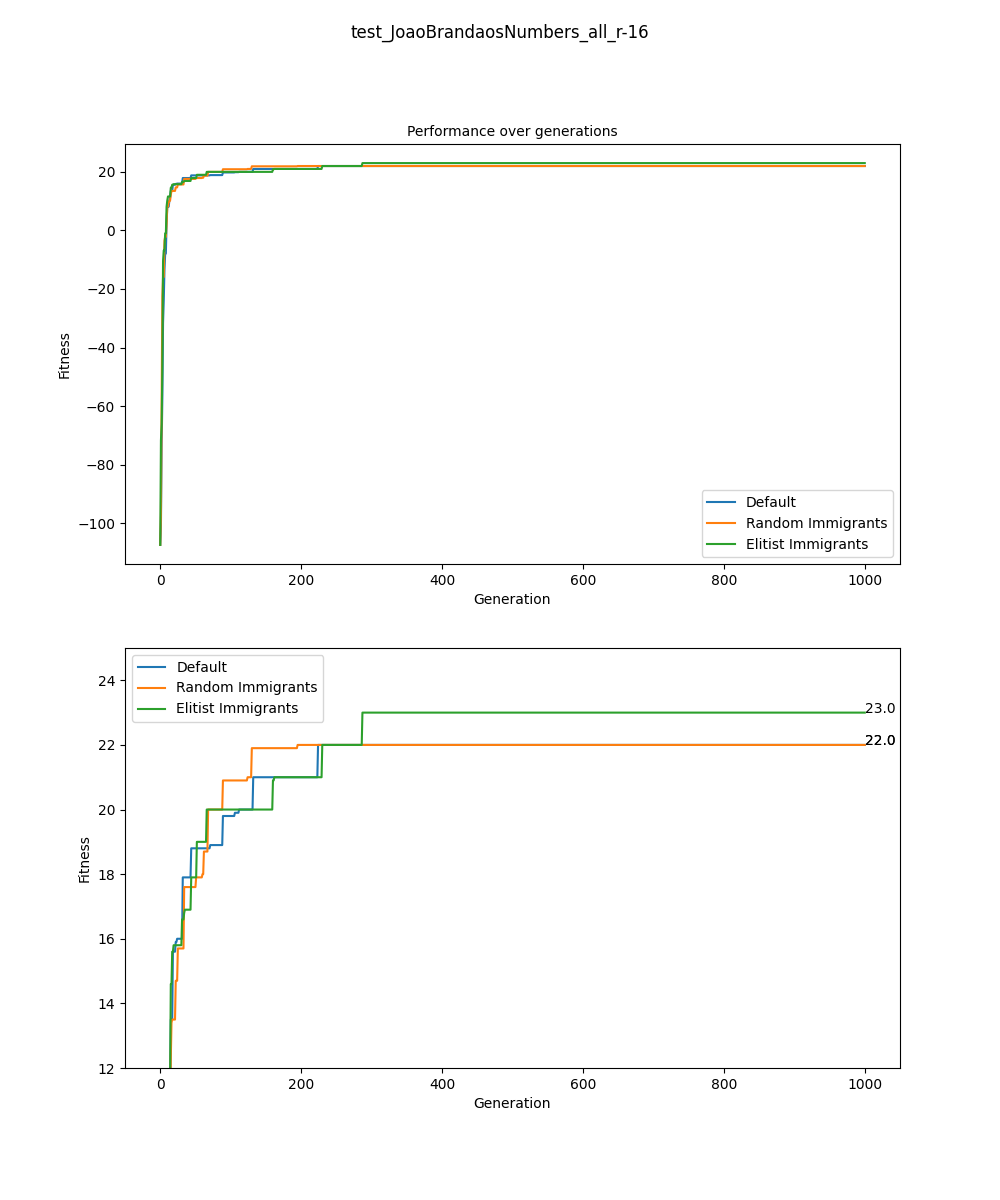 test_JoaoBrandaosNumbers_all_r-16
Performance over generations
Fitness
20
0
−20
−40
−60
−80
−100
Default
Random Immigrants
Elitist Immigrants
0 200 400 600 800 1000
Generation
Default
Random Immigrants
Elitist Immigrants
Fitness
24
22
20
18
16
14
12
23.0
22.0
0 200 400 600 800 1000
Generation